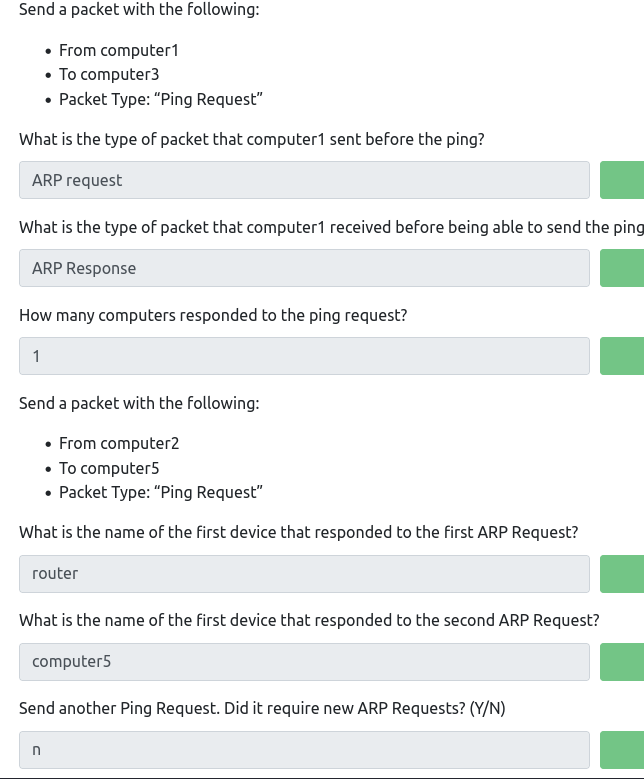 Send a packet with the following:
• From computer1
• To computer3
• Packet Type: “Ping Request”
What is the type of packet that computer1 sent before the ping?
ARP request
What is the type of packet that computer1 received before being able to send the ping
ARP Response
How many computers responded to the ping request?
1
Send a packet with the following:
• From computer2
• To computer5
• Packet Type: “Ping Request”
What is the name of the first device that responded to the first ARP Request?
router
What is the name of the first device that responded to the second ARP Request?
computer5
Send another Ping Request. Did it require new ARP Requests? (Y/N)
n